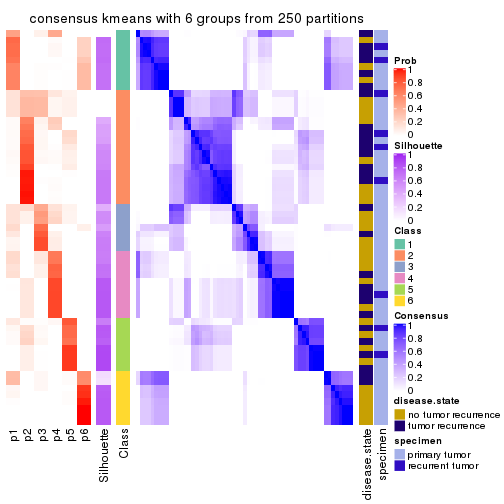 consensus kmeans with 6 groups from 250 partitions
Prob
1
0.8
0.6
0.4
0.2
0
Silhouette
1
0.8
0.6
0.4
0.2
0
Class
1
2
3
4
5
6
Consensus
1
0.8
0.6
0.4
0.2
0
disease.state
no tumor recurrence
tumor recurrence
specimen
primary tumor
recurrent tumor
p1
p2
p3
p4
p5
p6
Silhouette
Class
disease.state
specimen